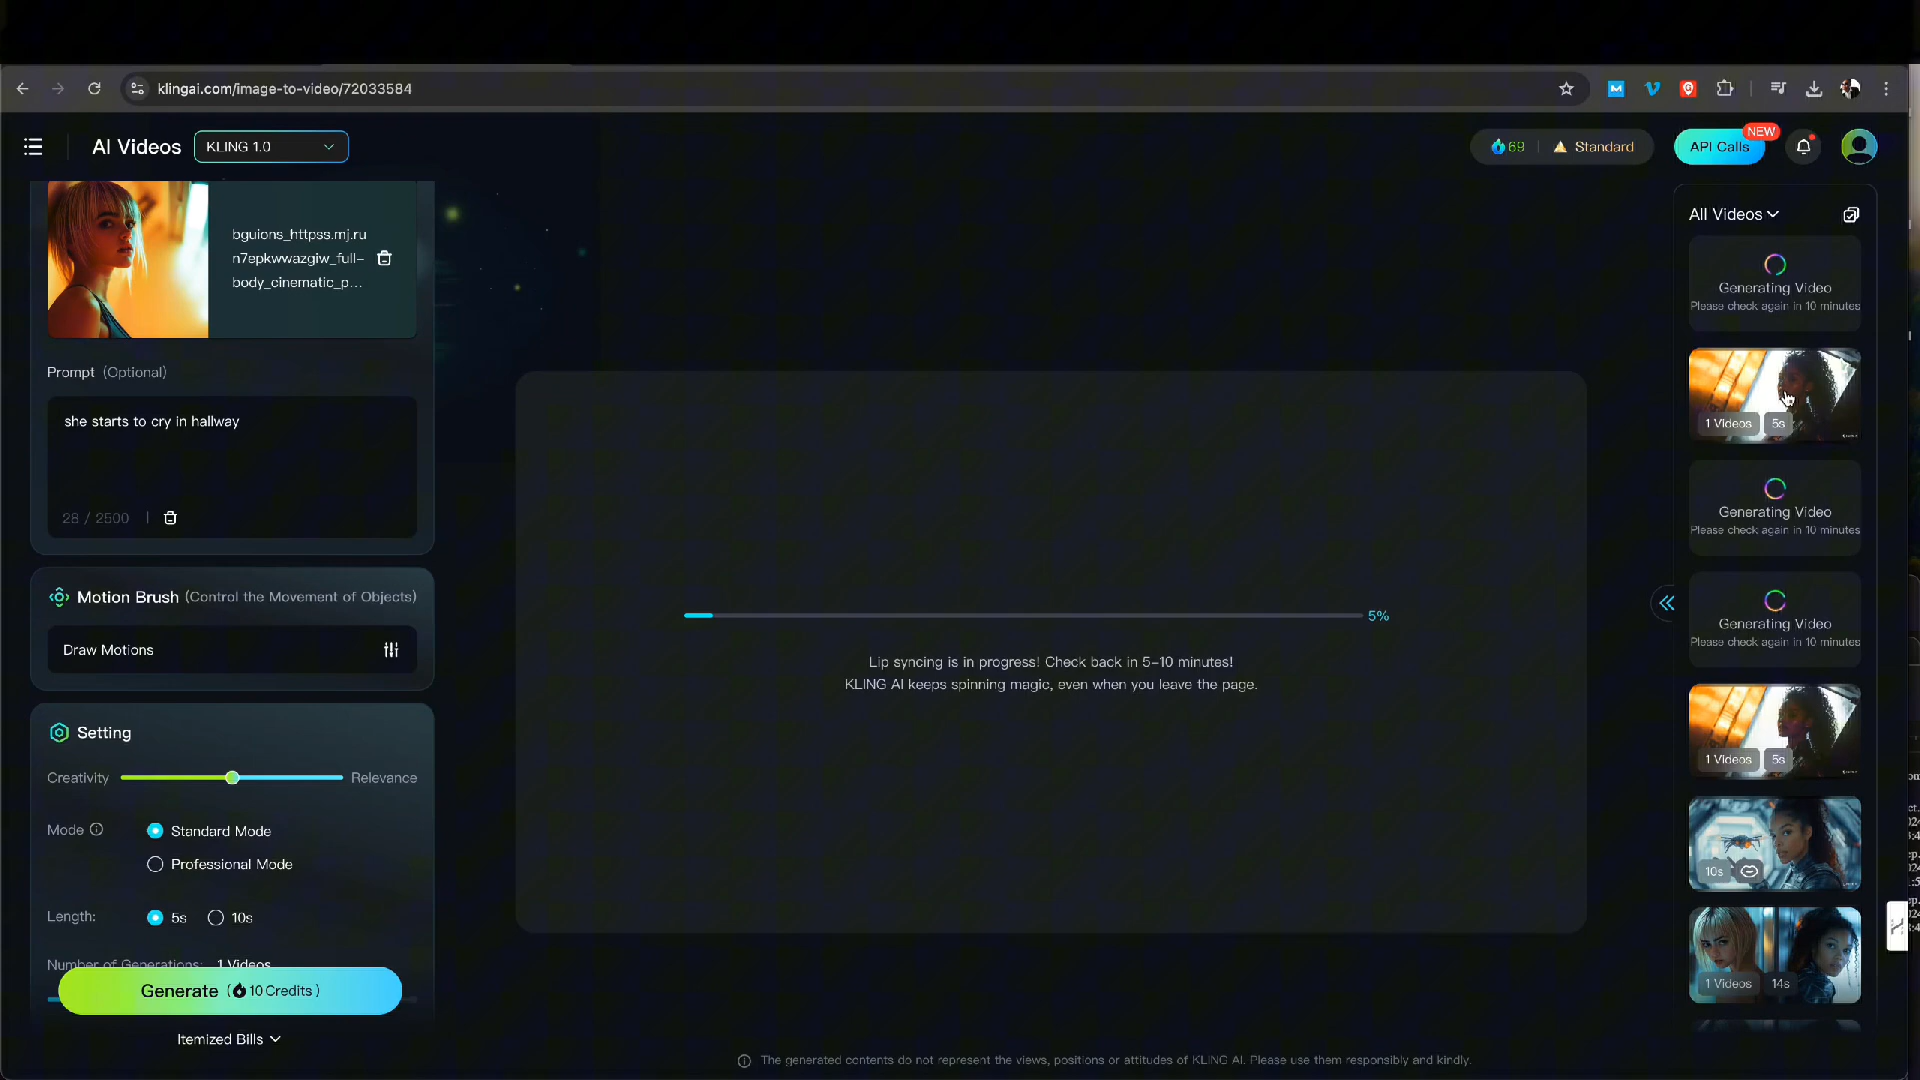 klingai.com/image-to-video/72033584
AI Videos
KLING 1.0
69
Standard
API Calls
NEW
bguions_httpss.mj.ru
n7epkwwazgiw_full-
body_cinematic_p...
Prompt (Optional)
she starts to cry in hallway
28 / 2500
Motion Brush (Control the Movement of Objects)
Draw Motions
Setting
Creativity
Relevance
Mode
Standard Mode
Professional Mode
Length:
5s
10s
Number of Generations: 1 Videos
Generate ( 10 Credits )
Itemized Bills
5%
Lip syncing is in progress! Check back in 5-10 minutes!
KLING AI keeps spinning magic, even when you leave the page.
The generated contents do not represent the views, positions or attitudes of KLING AI. Please use them responsibly and kindly.
All Videos
Generating Video
Please check again in 10 minutes
1 Videos
5s
Generating Video
Please check again in 10 minutes
Generating Video
Please check again in 10 minutes
1 Videos
5s
10s
1 Videos
14s